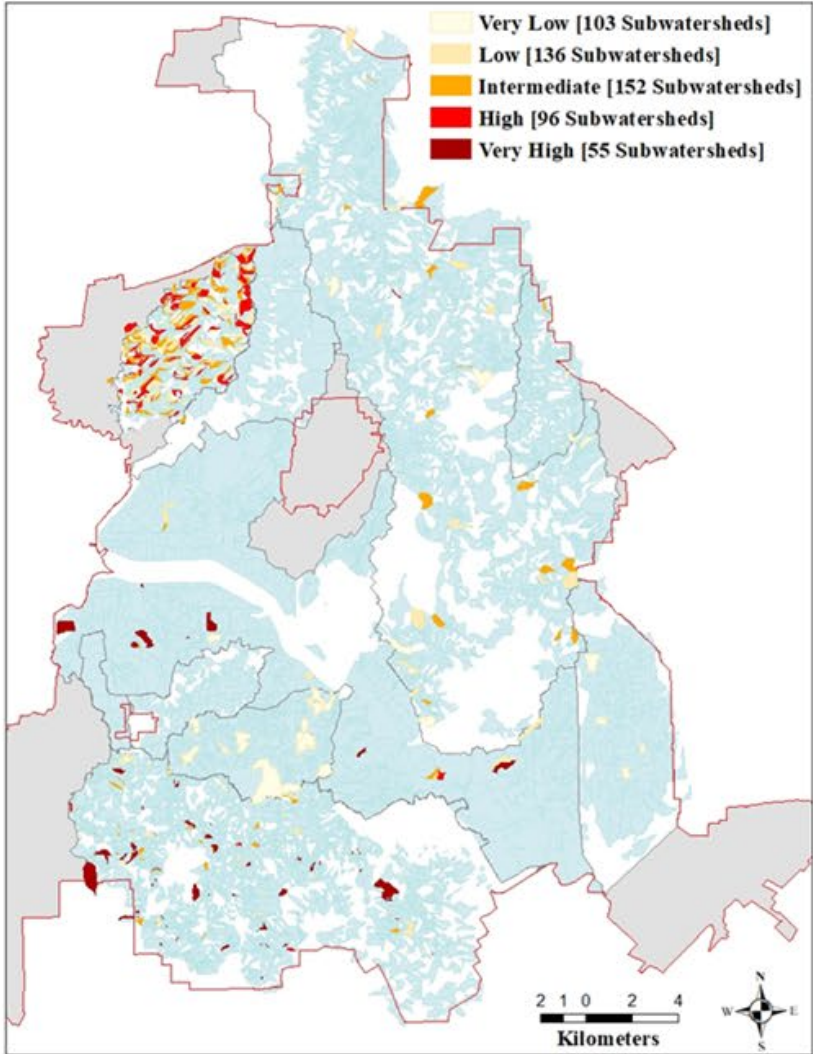 Very Low [103 Subwatersheds]
Low [136 Subwatersheds]
Intermediate [152 Subwatersheds]
High [96 Subwatersheds]
Very High [55 Subwatersheds]
N
W E
S
2 1 0 2 4
Kilometers